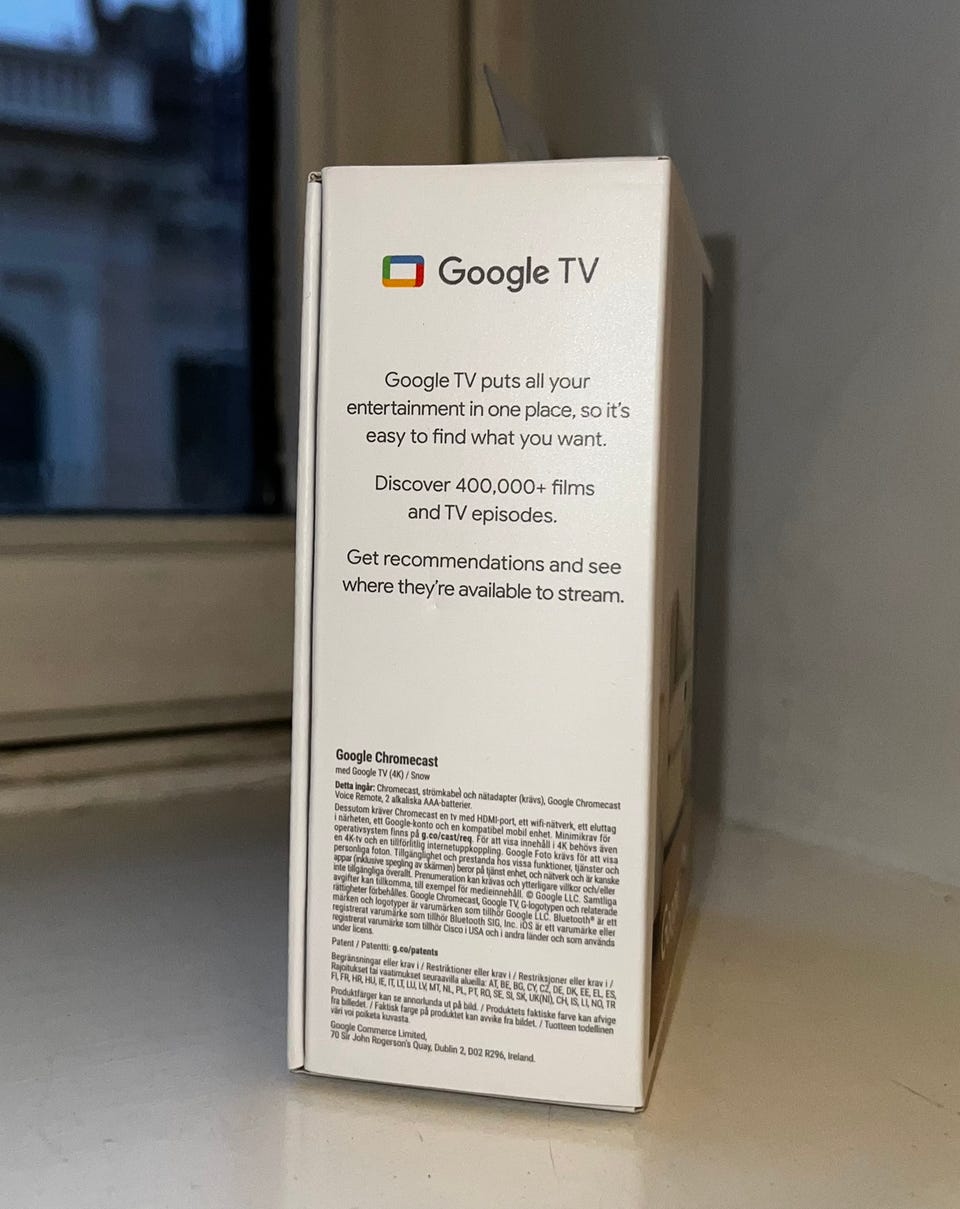 Google TV
Google TV puts all your
entertainment in one place, so it's
easy to find what you want.
Discover 400,000+ films
and TV episodes.
Get recommendations and see
where they're available to stream.
Google Chromecast
med Google TV (4K) / Snow
Detta ingår: Chromecast, strömkabel och nätadapter (krävs), Google Chromecast
Voice Remote, 2 alkaliska AAA-batterier.
Dessutom kräver Chromecast en tv med HDMI-port, ett wifi-nätverk, ett eluttag
i närheten, ett Google-konto och en kompatibel mobil enhet. Minimikrav för
operativsystem finns på g.co/cast/req. För att visa innehåll i 4K behövs även
en 4K-tv och en tillförlitlig internetuppkoppling. Google Foto krävs för att visa
personliga foton. Tillgänglighet och prestanda hos vissa funktioner, tjänster och
appar (inklusive spegling av skärmen) beror på tjänst enhet, och nätverk och är kanske
inte tillgängliga överallt. Prenumeration kan krävas och ytterligare villkor och/eller
avgifter kan tillkomma, till exempel för medieinnehåll. © Google LLC. Samtliga
rättigheter förbehålles. Google Chromecast, Google TV, G-logotypen och relaterade
märken och logotyper är varumärken som tillhör Google LLC. Bluetooth® är ett
registrerat varumärke som tillhör Bluetooth SIG, Inc. iOS är ett varumärke eller
registrerat varumärke som tillhör Cisco i USA och i andra länder och som används
under licens.
Patent / Patentti: g.co/patents
Begränsningar eller krav i / Restriktioner eller krav i / Restriksjoner eller krav i /
Rajoitukset tai vaatimukset seuraavilla alueilla: AT, BE, BG, CY, CZ, DE, DK, EE, EL, ES,
FI, FR, HR, HU, IE, IT, LT, LU, LV, MT, NL, PL, PT, RO, SE, SI, SK, UK(NI), CH, IS, LI, NO, TR
Produktfärger kan se annorlunda ut på bild. / Produktets faktiske farve kan afvige
fra billedet. / Faktisk farge på produktet kan avvike fra bildet. / Tuotteen todellinen
väri voi poiketa kuvasta.
Google Commerce Limited,
70 Sir John Rogerson's Quay, Dublin 2, D02 R296, Ireland.